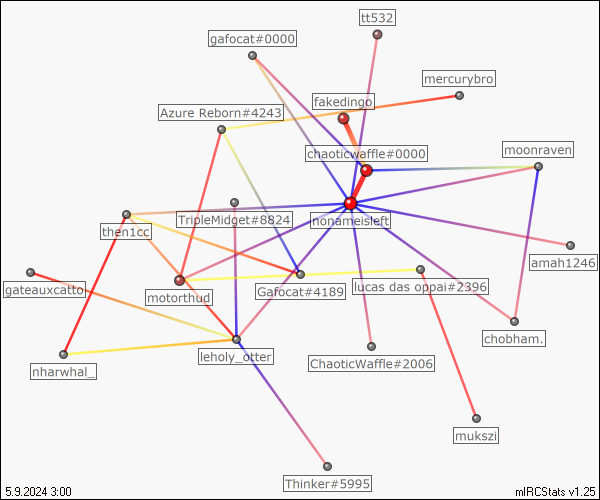 tt532
gafocat#0000
mercurybro
fakedingo
Azure Reborn#4243
chaoticwaffle#0000
moonraven
TripleMidget#8824
nonameisleft
then1cc
amah1246
gateauxcatto
motorthud
Gafocat#4189
lucas das oppai#2396
chobham.
leholy_otter
ChaoticWaffle#2006
nharwhal_
mukszi
Thinker#5995
5.9.2024 3:00
mIRCStats v1.25